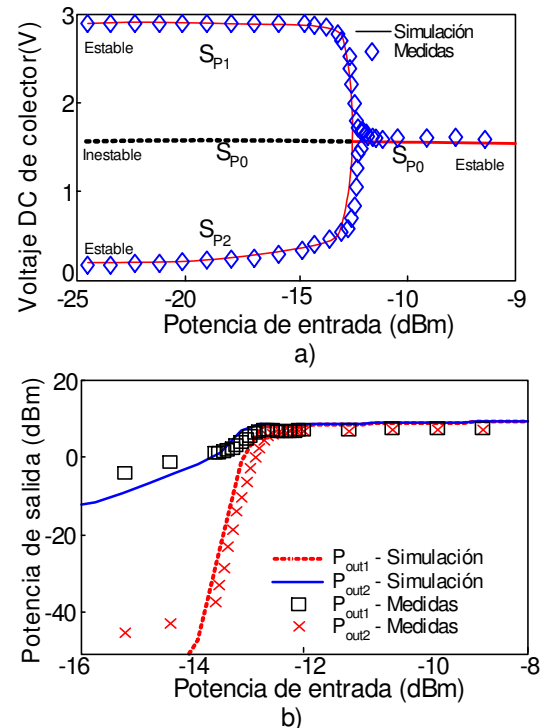 a)
Voltaje DC de colector(V)
3
2
1
0
Estable
S_P1
Simulación
Medidas
Inestable
S_P0
S_P0
Estable
Estable
S_P2
-25
-20
-15
-10
-9
Potencia de entrada (dBm)
a)
Potencia de salida (dBm)
20
0
-20
-40
P_out1 - Simulación
P_out2 - Simulación
P_out1 - Medidas
P_out2 - Medidas
-16
-14
-12
-10
-8
Potencia de entrada (dBm)
b)